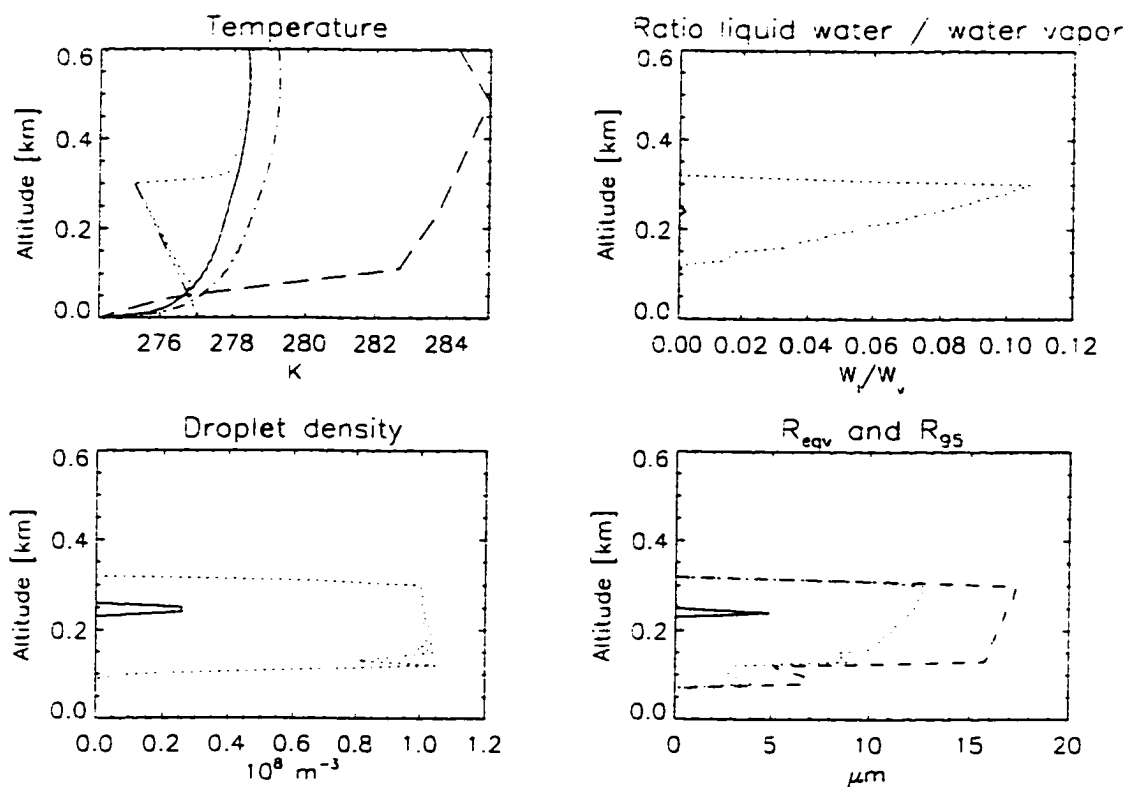 Temperature
Altitude [km]
0.6
0.4
0.2
0.0
276 278 280 282 284
K
Ratio liquid water / water vapor
Altitude [km]
0.6
0.4
0.2
0.0
0.00 0.02 0.04 0.06 0.08 0.10 0.12
W_l/W_v
Droplet density
Altitude [km]
0.6
0.4
0.2
0.0
0.0 0.2 0.4 0.6 0.8 1.0 1.2
10⁸ m⁻³
R_eqv and R_95
Altitude [km]
0.6
0.4
0.2
0.0
0 5 10 15 20
μm